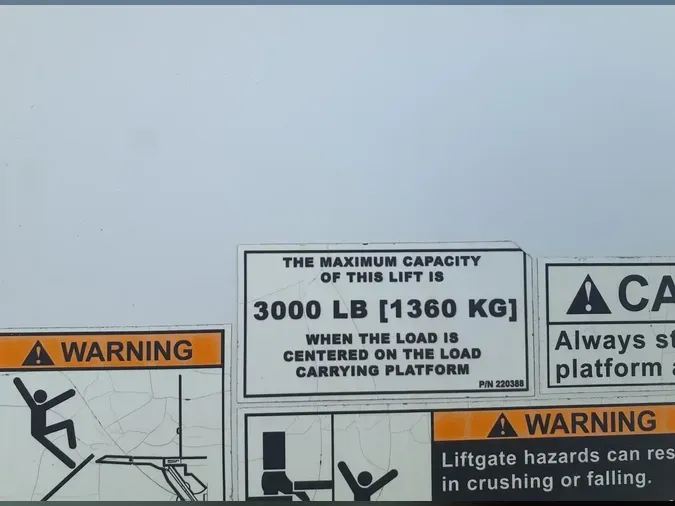 THE MAXIMUM CAPACITY
OF THIS LIFT IS
3000 LB [1360 KG]
WHEN THE LOAD IS
CENTERED ON THE LOAD
CARRYING PLATFORM
P/N 220388
CA
Always st
platform a
WARNING
WARNING
Liftgate hazards can res
in crushing or falling.